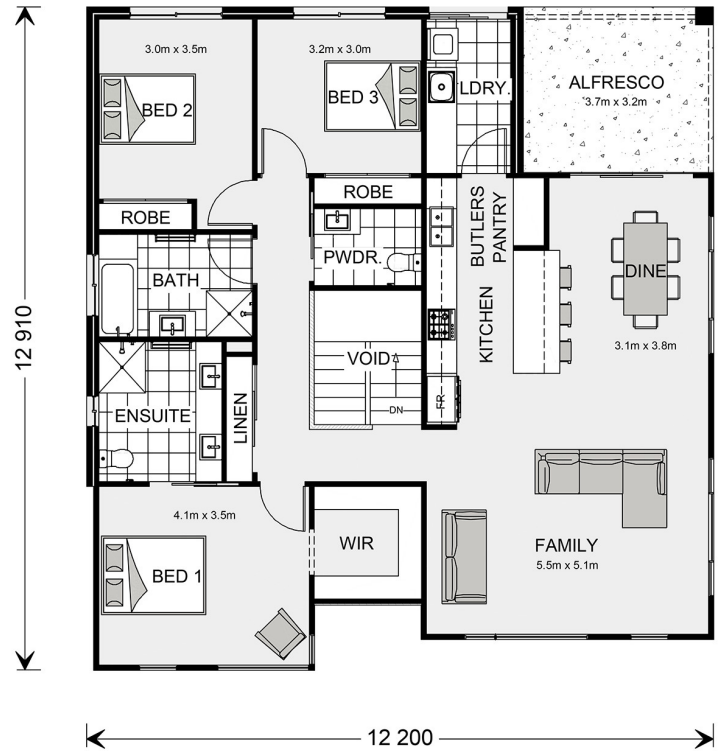 3.0m x 3.5m
BED 2
3.2m x 3.0m
BED 3
LDRY.
ALFRESCO
3.7m x 3.2m
ROBE
ROBE
BUTLERS
PANTRY
PWDR.
BATH
DINE
3.1m x 3.8m
KITCHEN
VOID
DN
FR
LINEN
ENSUITE
4.1m x 3.5m
BED 1
WIR
FAMILY
5.5m x 5.1m
12 910
12 200